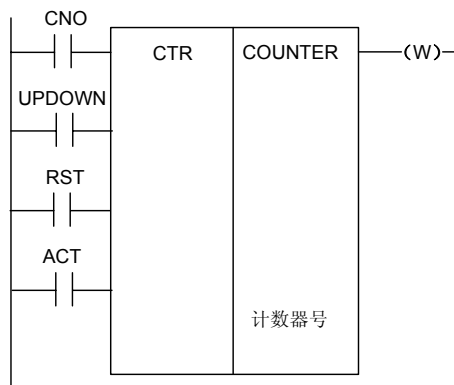 CNO
CTR COUNTER (W)
UPDOWN
RST
ACT
计数器号